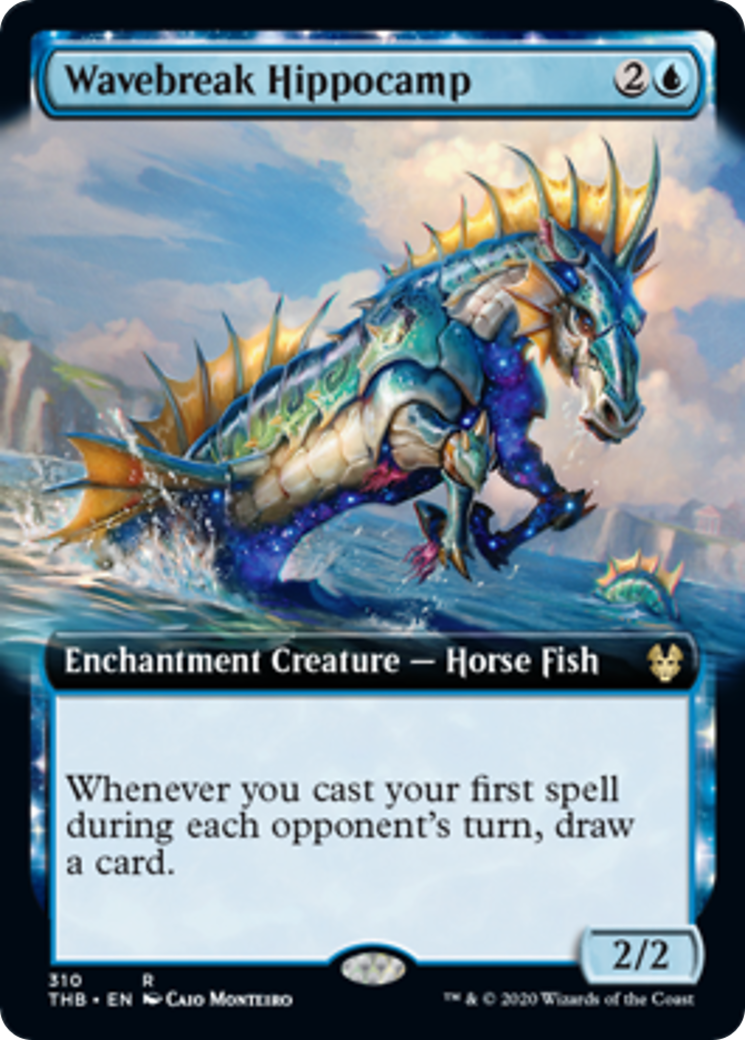 Wavebreak Hippocamp 2
Enchantment Creature — Horse Fish
Whenever you cast your first spell
during each opponent's turn, draw
a card.
2/2
310 R
THB • EN Caio Monteiro
™ & © 2020 Wizards of the Coast